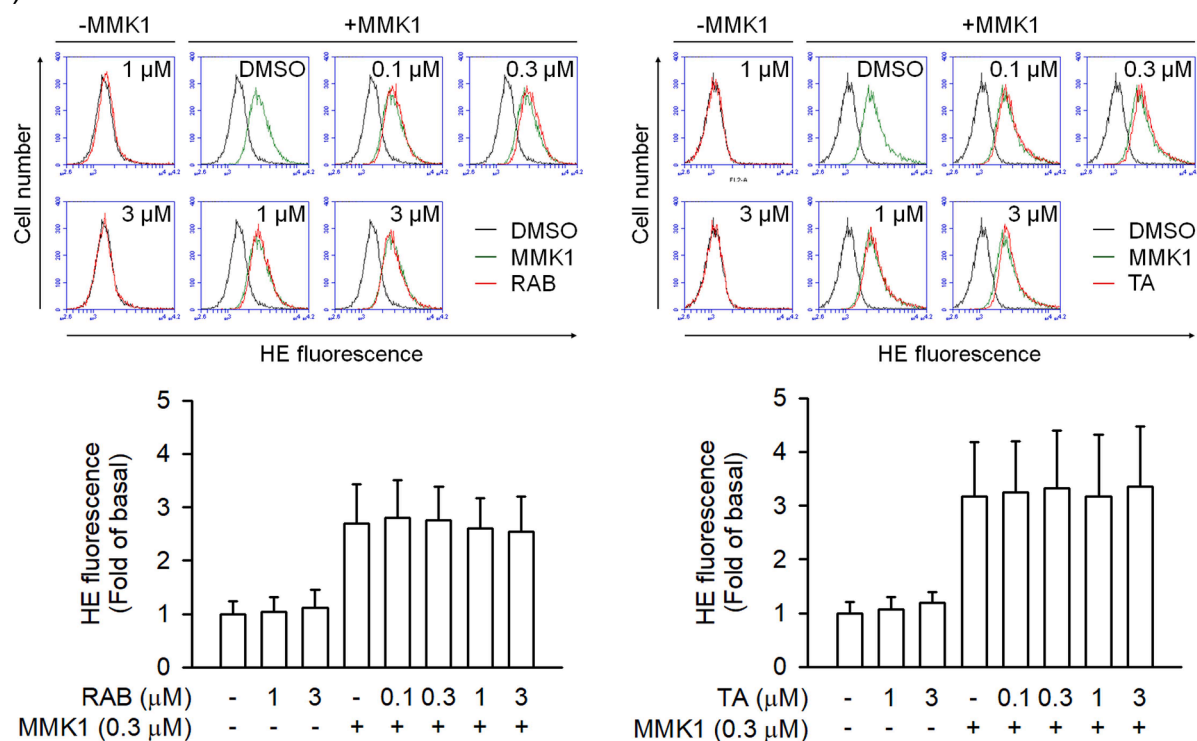 )
-MMK1 +MMK1
1 µM DMSO 0.1 µM 0.3 µM
3 µM 1 µM 3 µM
Cell number
DMSO
MMK1
RAB
HE fluorescence
-MMK1 +MMK1
1 µM DMSO 0.1 µM 0.3 µM
FL2-A
3 µM 1 µM 3 µM
Cell number
DMSO
MMK1
TA
HE fluorescence
HE fluorescence
(Fold of basal)
5
4
3
2
1
0
RAB (µM) - 1 3 - 0.1 0.3 1 3
MMK1 (0.3 µM) - - - + + + + +
HE fluorescence
(Fold of basal)
5
4
3
2
1
0
TA (µM) - 1 3 - 0.1 0.3 1 3
MMK1 (0.3 µM) - - - + + + + +